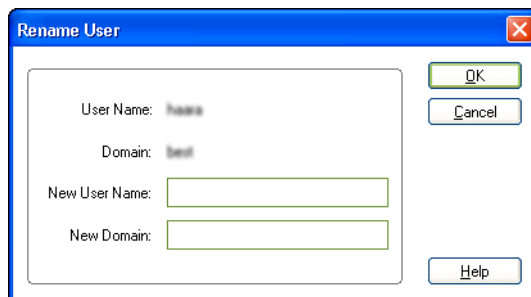 Rename User
OK
User Name:
Cancel
Domain:
New User Name:
New Domain:
Help